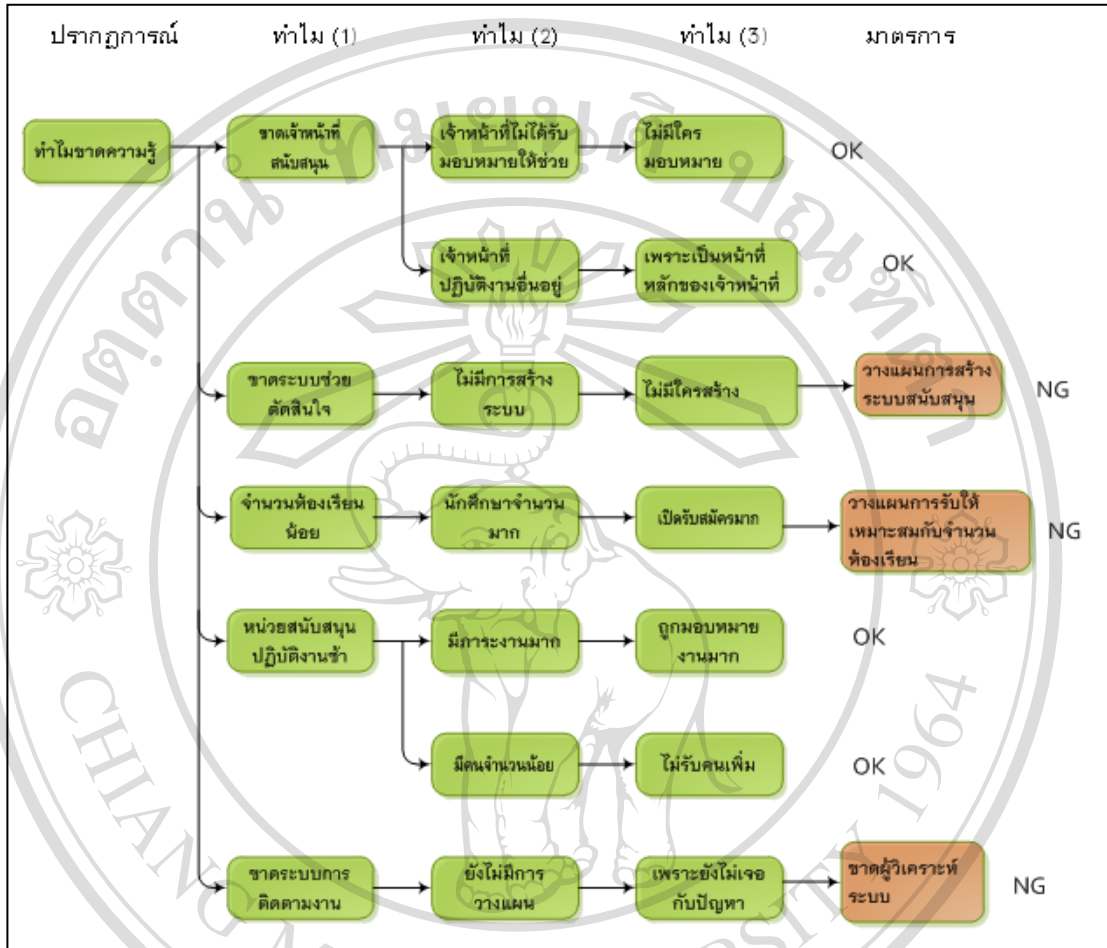 ปรากฏการณ์ ทำไม (1) ทำไม (2) ทำไม (3) มาตรการ
ทำไมขาดความรู้
ขาดเจ้าหน้าที่
สนับสนุน
เจ้าหน้าที่ไม่ได้รับ
มอบหมายให้ช่วย
ไม่มีใคร
มอบหมาย
OK
เจ้าหน้าที่
ปฏิบัติงานอื่นอยู่
เพราะเป็นหน้าที่
หลักของเจ้าหน้าที่
OK
ขาดระบบช่วย
ตัดสินใจ
ไม่มีการสร้าง
ระบบ
ไม่มีใครสร้าง
วางแผนการสร้าง
ระบบสนับสนุน
NG
จำนวนห้องเรียน
น้อย
นักศึกษาจำนวน
มาก
เปิดรับสมัครมาก
วางแผนการรับให้
เหมาะสมกับจำนวน
ห้องเรียน
NG
หน่วยสนับสนุน
ปฏิบัติงานช้า
มีภาระงานมาก
ถูกมอบหมาย
งานมาก
OK
มีคนจำนวนน้อย
ไม่รับคนเพิ่ม
OK
ขาดระบบการ
ติดตามงาน
ยังไม่มีการ
วางแผน
เพราะยังไม่เจอ
กับปัญหา
ขาดผู้วิเคราะห์
ระบบ
NG